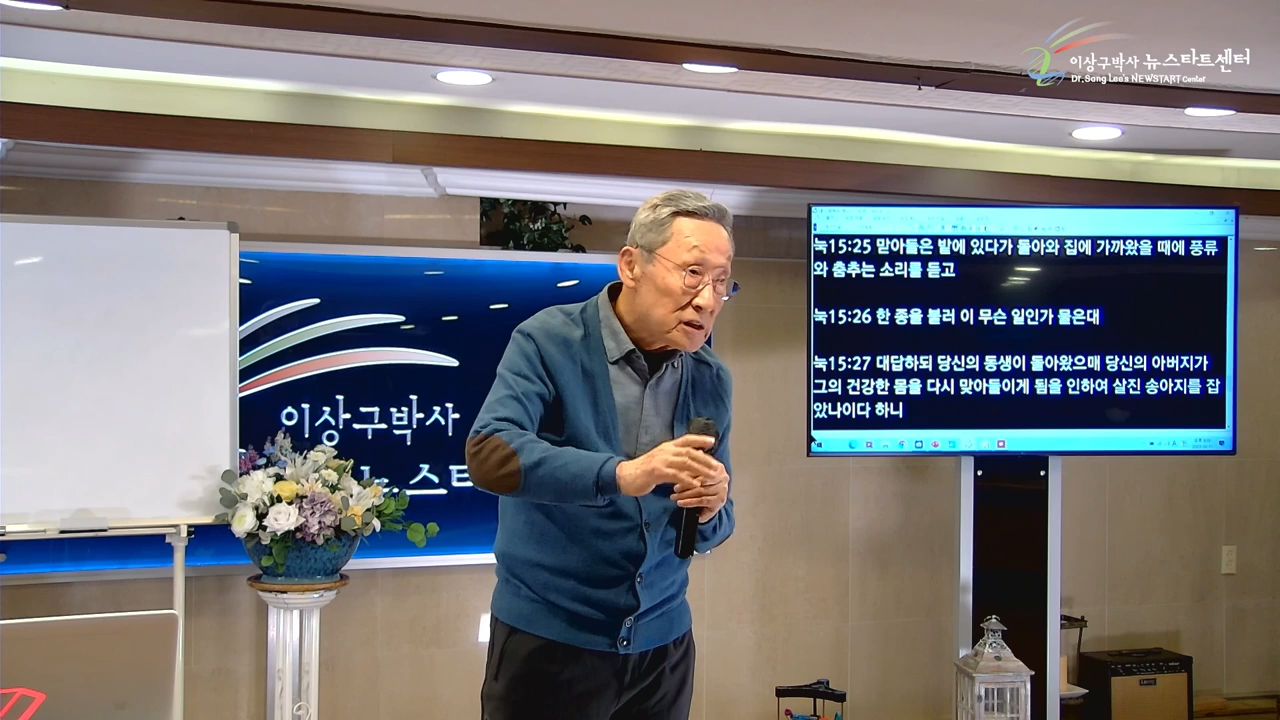 이상구박사 뉴스타트센터
Dr. Sang Lee's NEWSTART Center
눅15:25 맏아들은 밭에 있다가 돌아와 집에 가까왔을 때에 풍류
와 춤추는 소리를 듣고
눅15:26 한 종을 불러 이 무슨 일인가 물은대
눅15:27 대답하되 당신의 동생이 돌아왔으매 당신의 아버지가
그의 건강한 몸을 다시 맞아들이게 됨을 인하여 살진 송아지를 잡
았나이다 하니
이상구박사
뉴스타